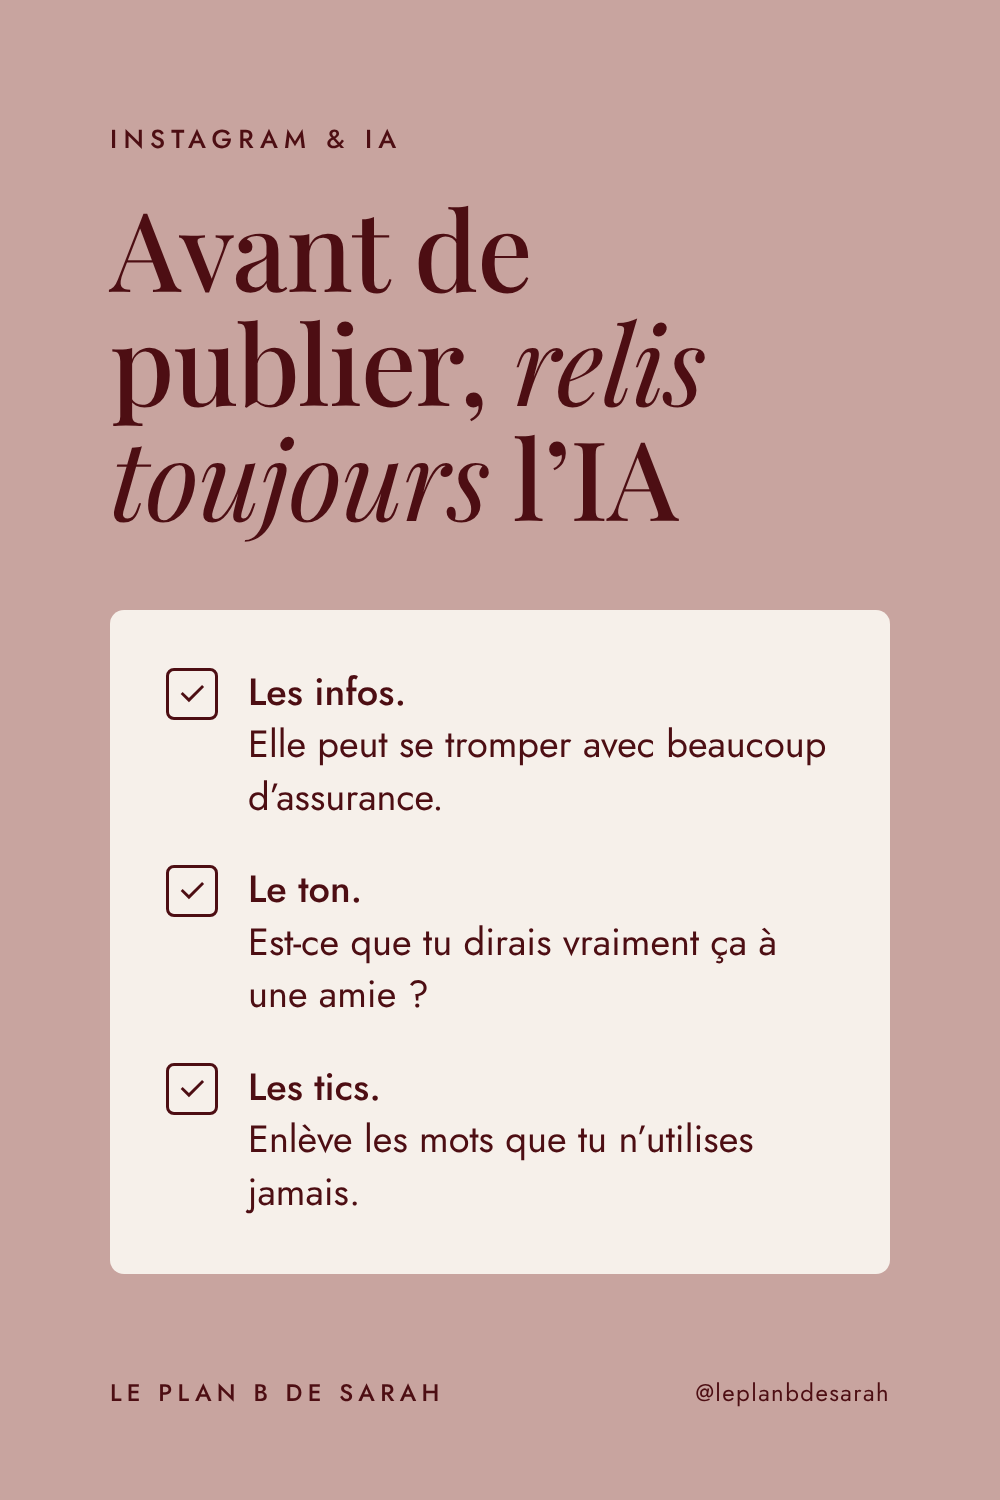 INSTAGRAM & IA
Avant de
publier, relis
toujours l’IA
Les infos.
Elle peut se tromper avec beaucoup
d’assurance.
Le ton.
Est-ce que tu dirais vraiment ça à
une amie ?
Les tics.
Enlève les mots que tu n’utilises
jamais.
LE PLAN B DE SARAH
@leplanbdesarah